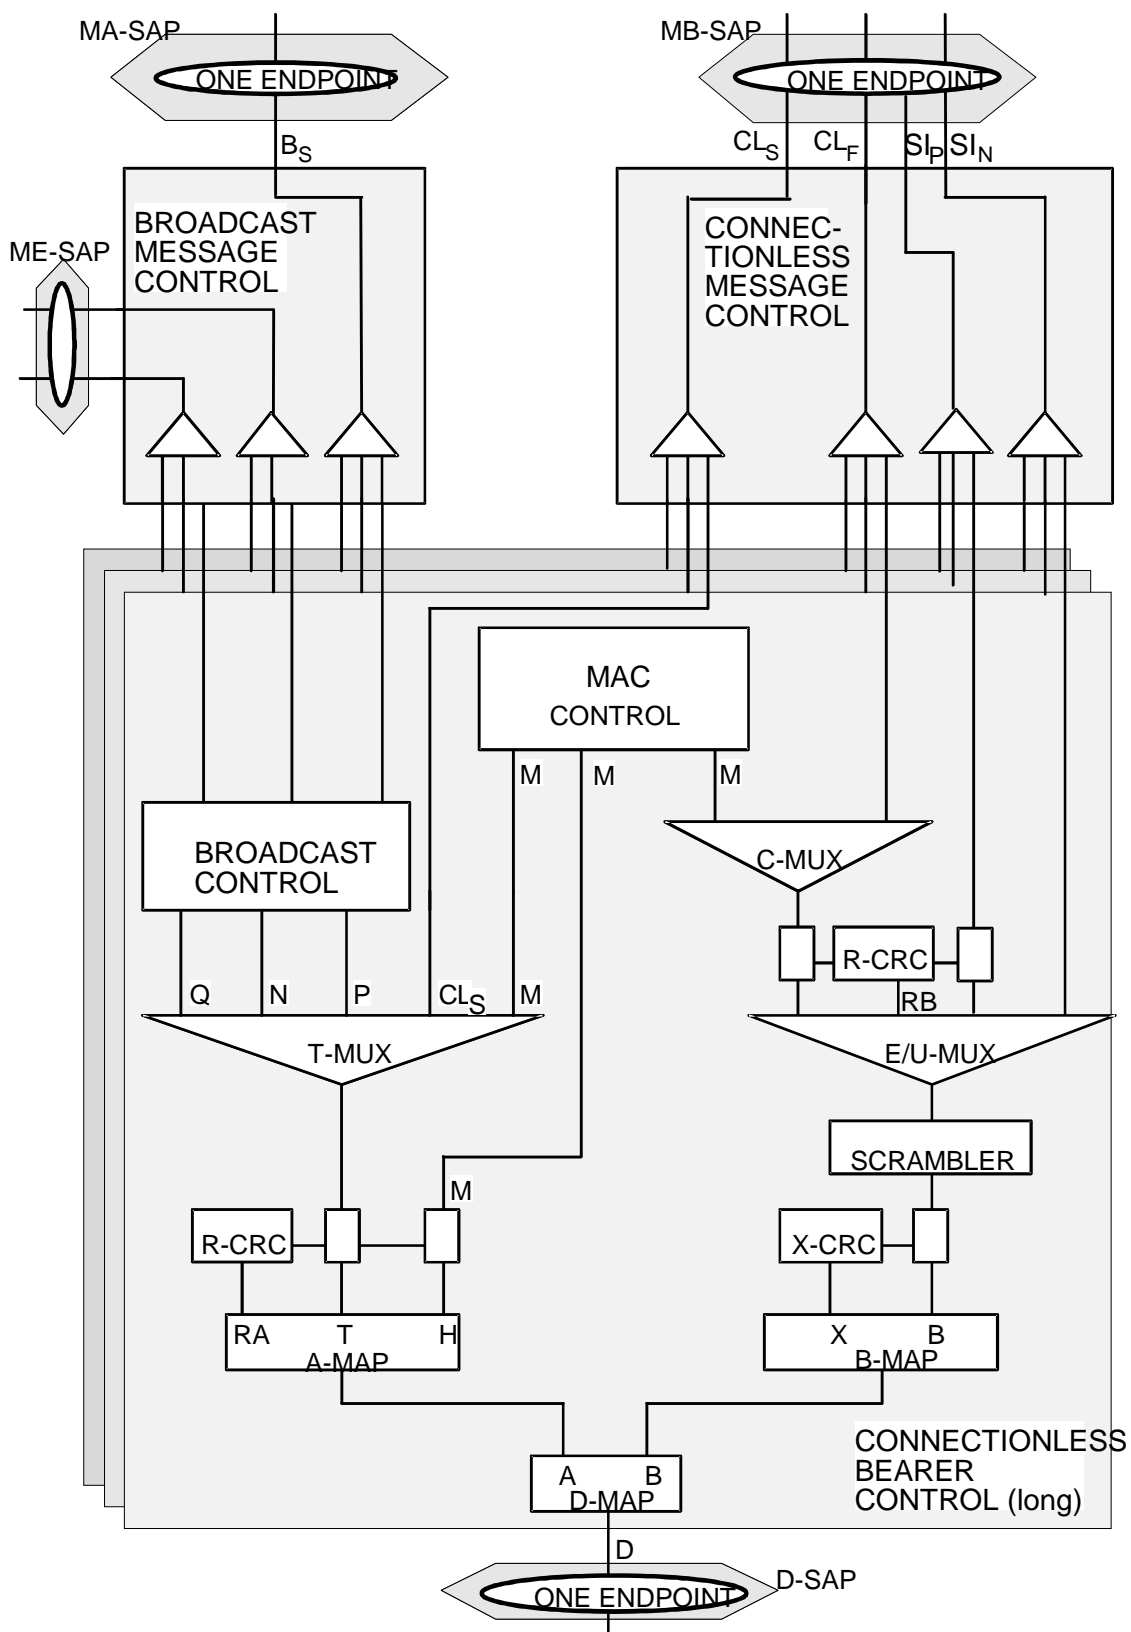 MA-SAP
MB-SAP
ONE ENDPOINT
ONE ENDPOINT
BS
CLS
CLF
SIP
SIN
BROADCAST
MESSAGE
CONTROL
ME-SAP
CONNEC-
TIONLESS
MESSAGE
CONTROL
MAC
CONTROL
M
M
M
BROADCAST
CONTROL
C-MUX
R-CRC
Q
N
P
CLS
M
RB
T-MUX
E/U-MUX
SCRAMBLER
M
R-CRC
X-CRC
RA
T
H
A-MAP
X
B
B-MAP
CONNECTIONLESS
BEARER
CONTROL (long)
A
B
D-MAP
D
D-SAP
ONE ENDPOINT